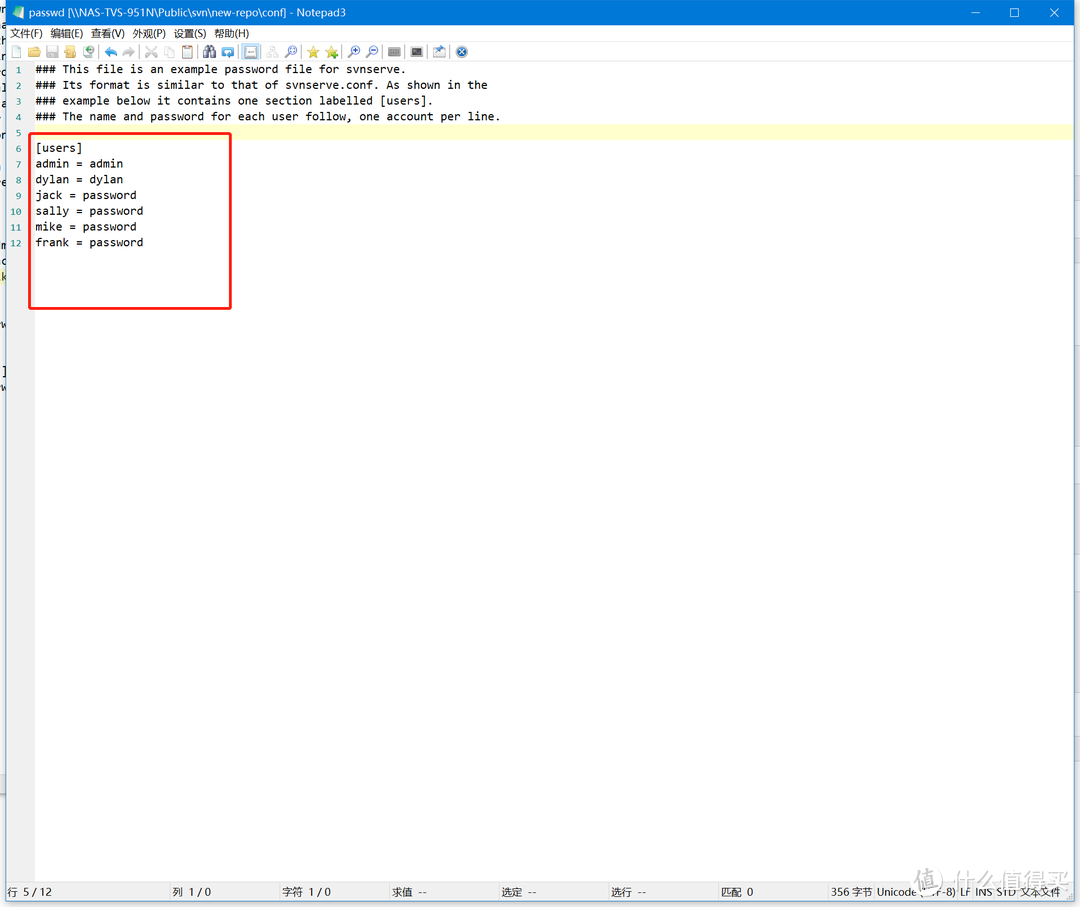 passwd [\\NAS-TVS-951N\Public\svn\new-repo\conf] - Notepad3
文件(F) 编辑(E) 查看(V) 外观(P) 设置(S) 帮助(H)
1 ### This file is an example password file for svnserve.
2 ### Its format is similar to that of svnserve.conf. As shown in the
3 ### example below it contains one section labelled [users].
4 ### The name and password for each user follow, one account per line.
5
6 [users]
7 admin = admin
8 dylan = dylan
9 jack = password
10 sally = password
11 mike = password
12 frank = password
行 5 / 12 列 1 / 0 字符 1 / 0 求值 -- 选定 -- 选行 -- 匹配 0 356 字节 Unicode LF INS STD 文本文件
值 什么值得买